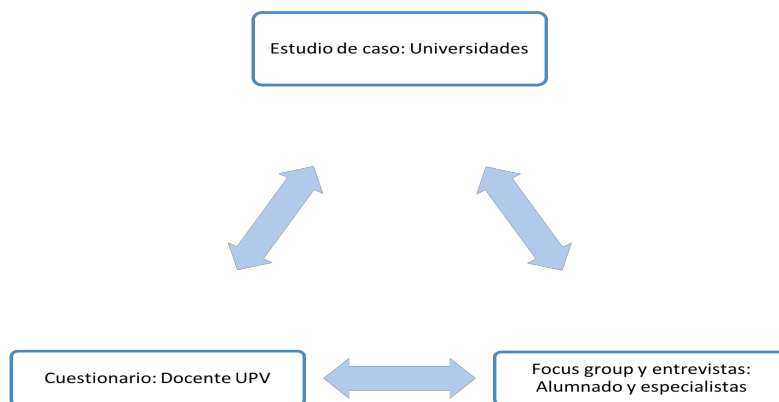 Estudio de caso: Universidades
Cuestionario: Docente UPV
Focus group y entrevistas:
Alumnado y especialistas